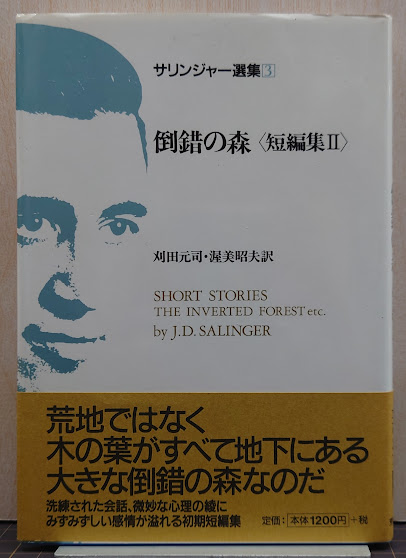 サリンジャー選集3
倒錯の森〈短編集II〉
刈田元司・渥美昭夫訳
SHORT STORIES
THE INVERTED FOREST etc.
by J.D. SALINGER
荒地ではなく
木の葉がすべて地下にある
大きな倒錯の森なのだ
洗練された会話、微妙な心理の綾に
みずみずしい感情が溢れる初期短編集
定価:本体1200円+税